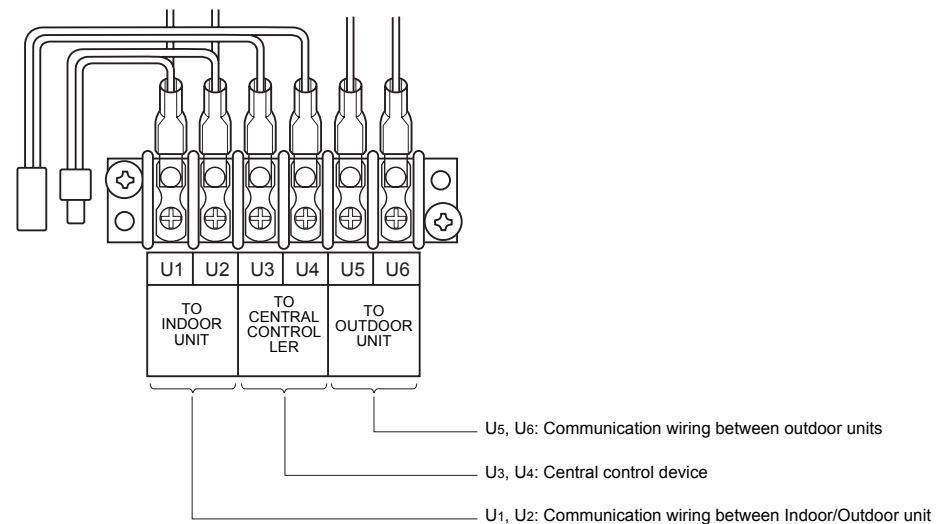 U1 U2 U3 U4 U5 U6
TO
INDOOR
UNIT
TO
CENTRAL
CONTROL
LER
TO
OUTDOOR
UNIT
U5, U6: Communication wiring between outdoor units
U3, U4: Central control device
U1, U2: Communication wiring between Indoor/Outdoor unit